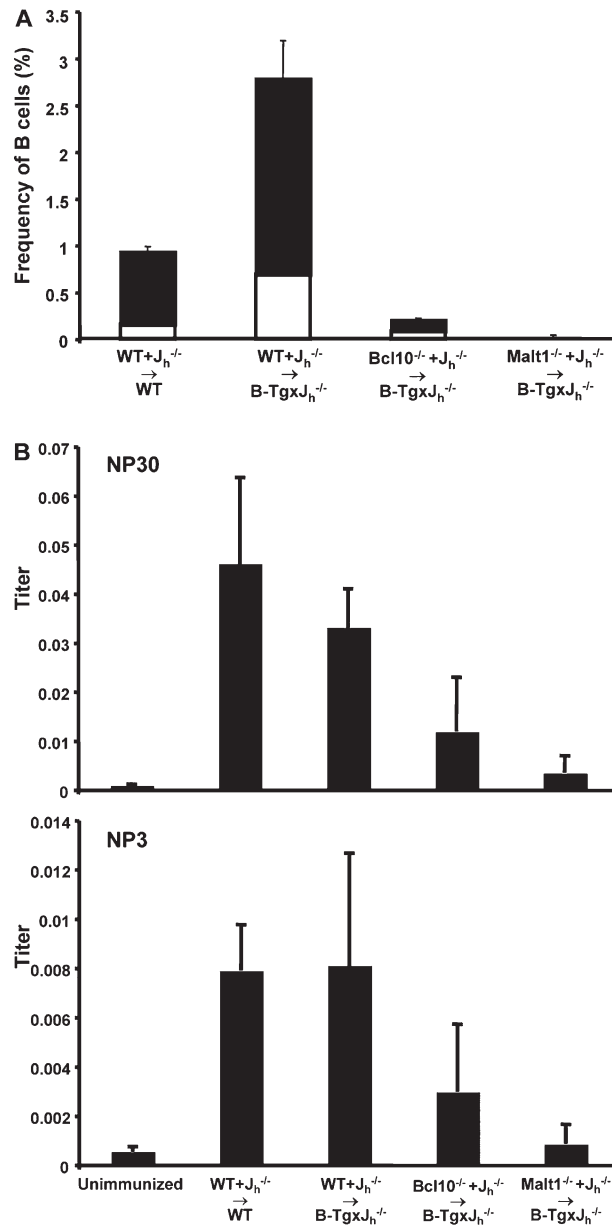 A
Frequency of B cells (%)
3.5
3
2.5
2
1.5
1
0.5
0
WT+Jh-/- → WT
WT+Jh-/- → B-TgxJh-/-
Bcl10-/-+Jh-/- → B-TgxJh-/-
Malt1-/-+Jh-/- → B-TgxJh-/-
B
NP30
Titer
0.07
0.06
0.05
0.04
0.03
0.02
0.01
0
NP3
Titer
0.014
0.012
0.01
0.008
0.006
0.004
0.002
0
Unimmunized
WT+Jh-/- → WT
WT+Jh-/- → B-TgxJh-/-
Bcl10-/-+Jh-/- → B-TgxJh-/-
Malt1-/-+Jh-/- → B-TgxJh-/-